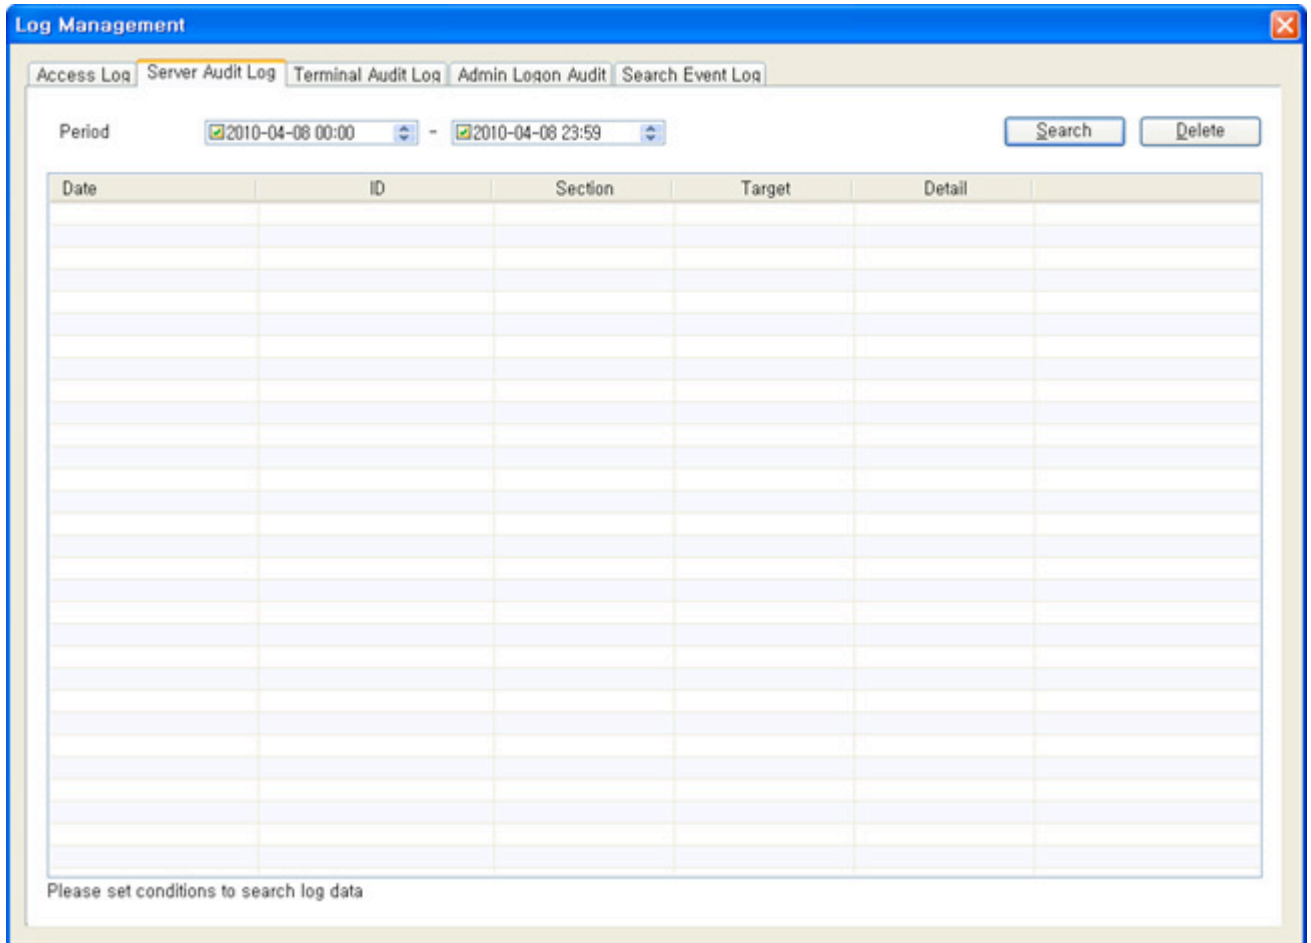 Log Management
Access Log Server Audit Log Terminal Audit Log Admin Logon Audit Search Event Log
Period 2010-04-08 00:00 - 2010-04-08 23:59 Search Delete
Date ID Section Target Detail
Please set conditions to search log data